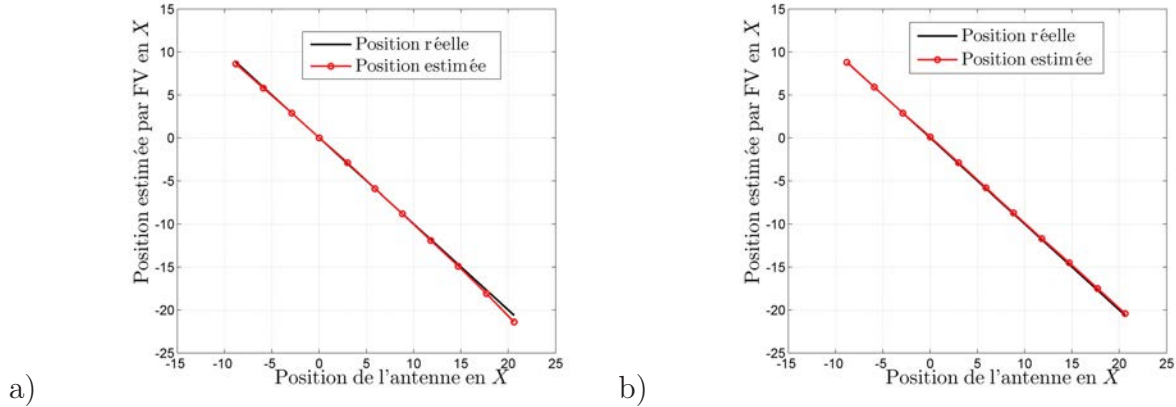 15
10
5
0
-5
-10
-15
-20
-25
-15 -10 -5 0 5 10 15 20 25
Position estimée par FV en X
Position de l'antenne en X
Position réelle
Position estimée
a)
15
10
5
0
-5
-10
-15
-20
-25
-15 -10 -5 0 5 10 15 20 25
Position estimée par FV en X
Position de l'antenne en X
Position réelle
Position estimée
b)